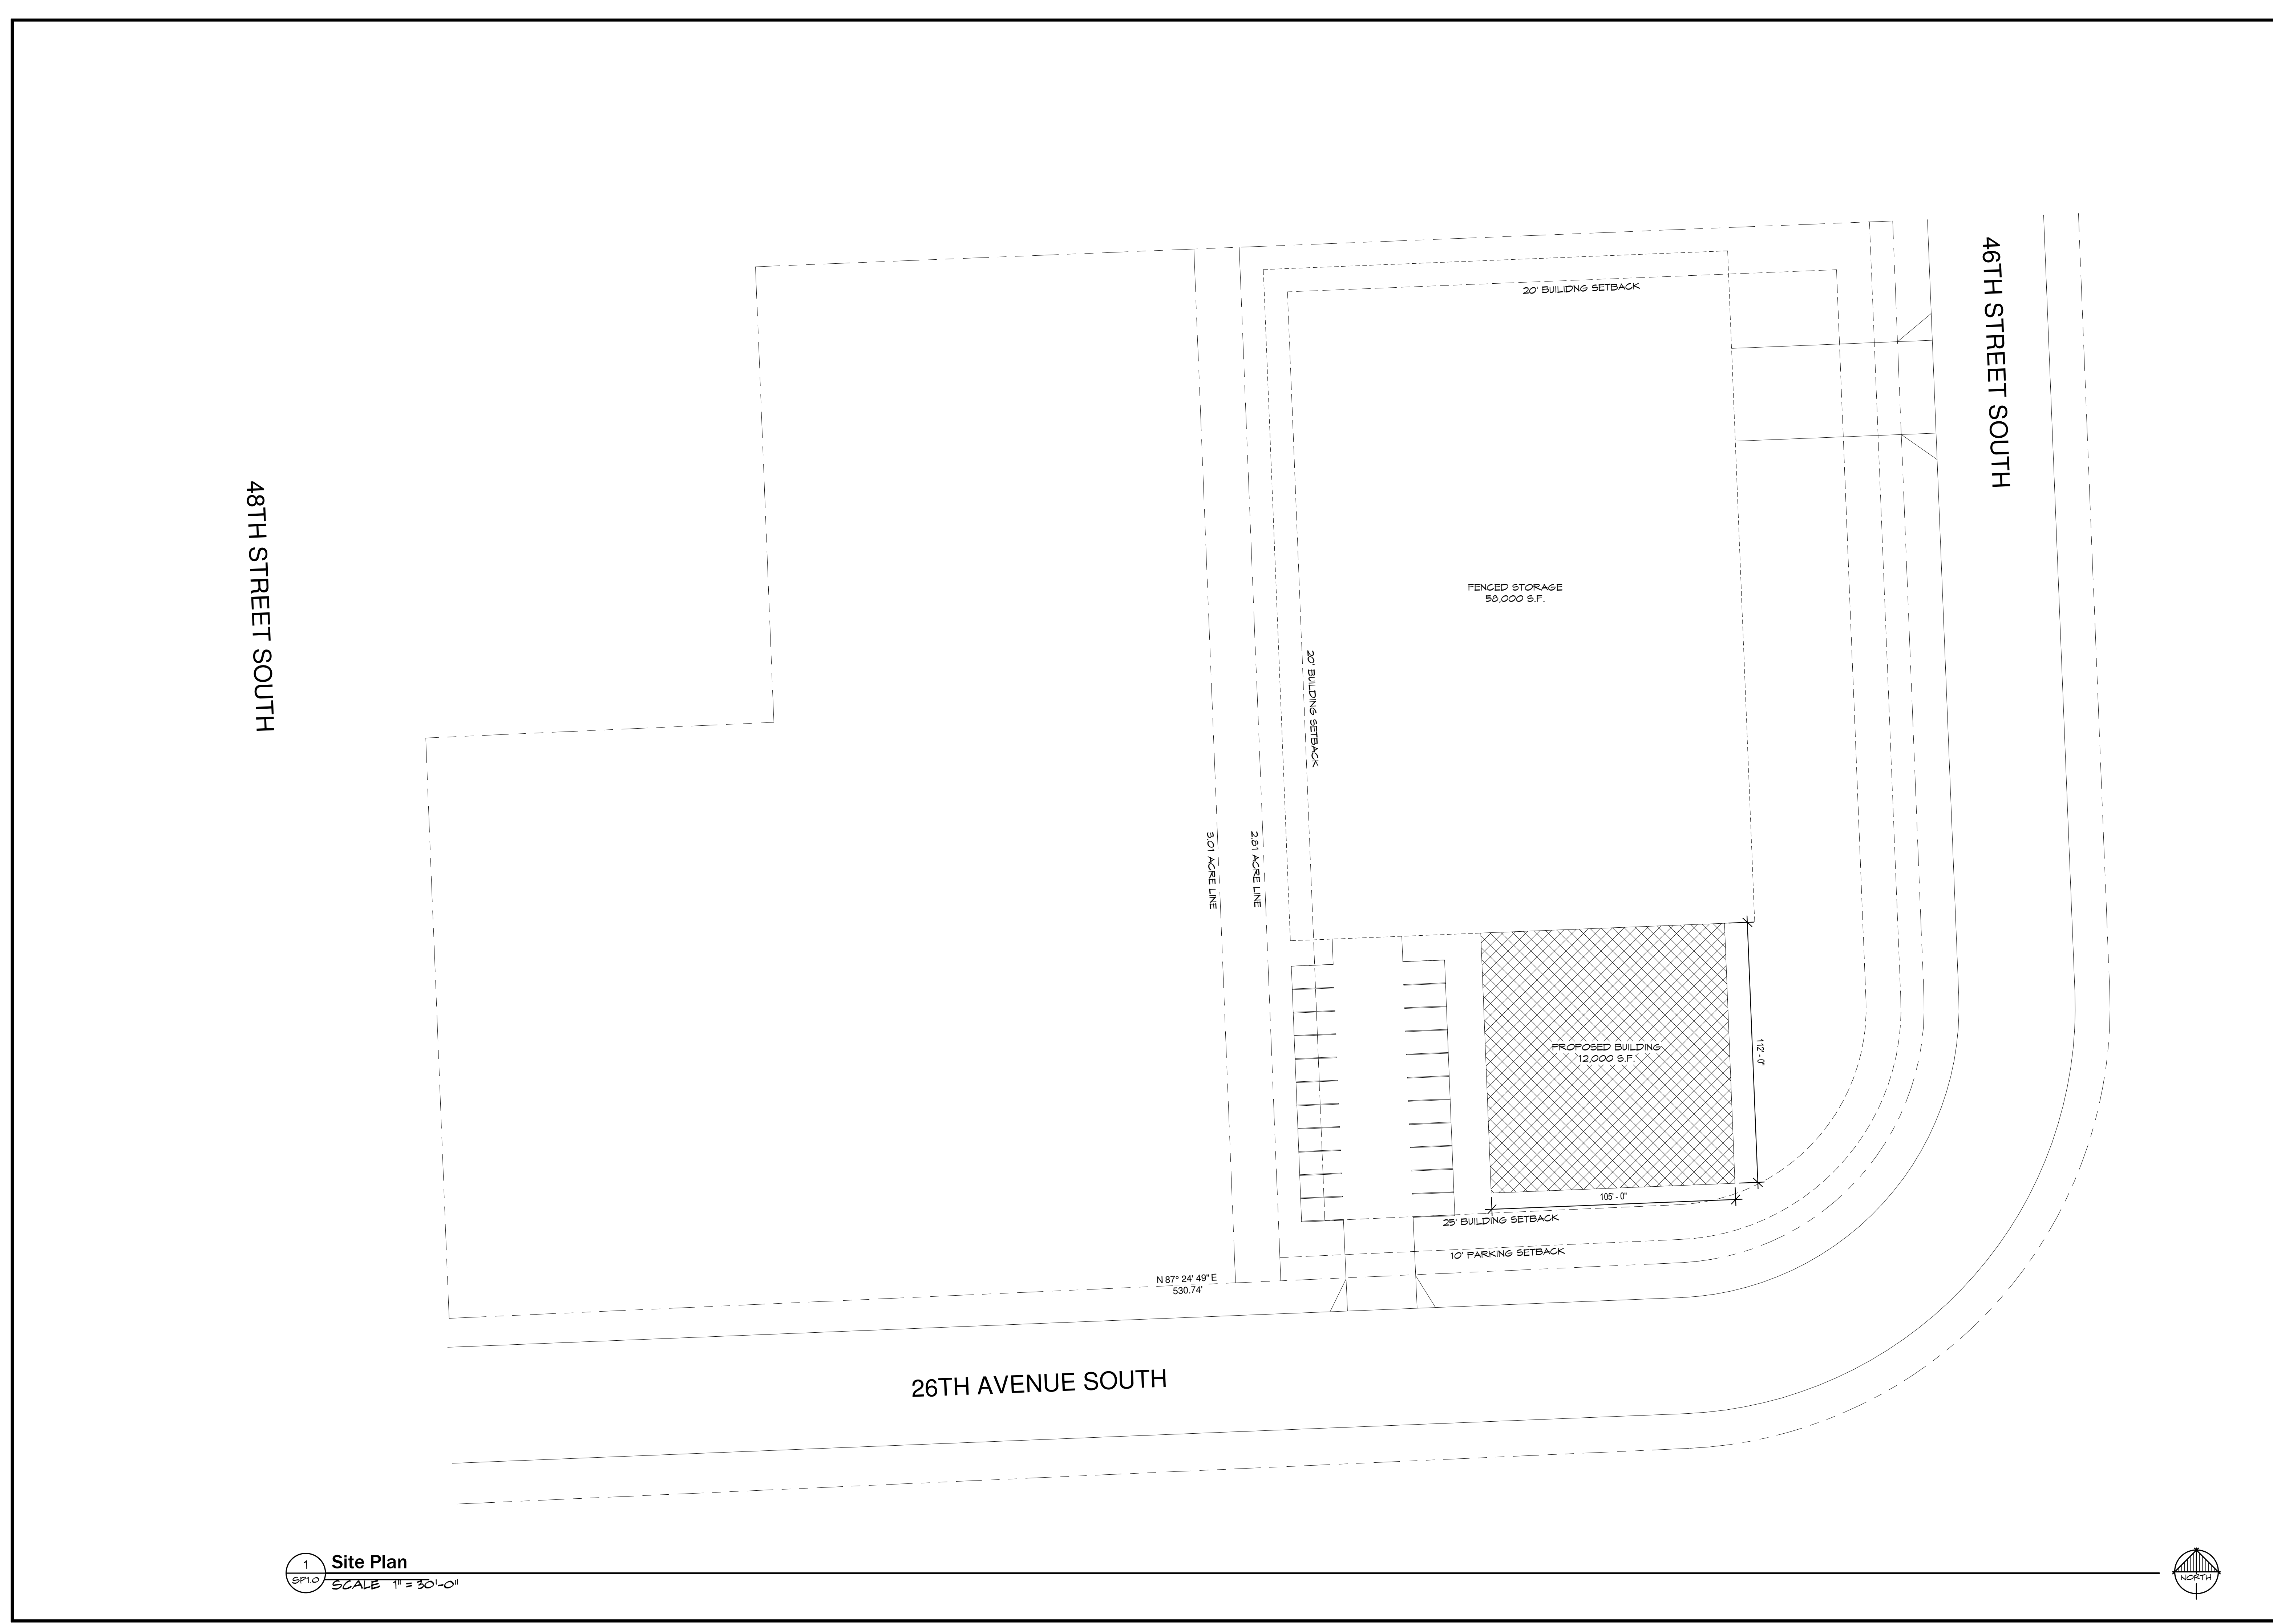 46TH STREET SOUTH
20' BUILIDNG SETBACK
48TH STREET SOUTH
FENCED STORAGE
58,000 S.F.
20' BUILDING SETBACK
3.01 ACRE LINE
2.81 ACRE LINE
PROPOSED BUILDING
12,000 S.F.
112' - 0"
105' - 0"
25' BUILDING SETBACK
10' PARKING SETBACK
N 87° 24' 49" E
530.74'
26TH AVENUE SOUTH
1
SP1.0
Site Plan
SCALE 1" = 30'-0"
NORTH